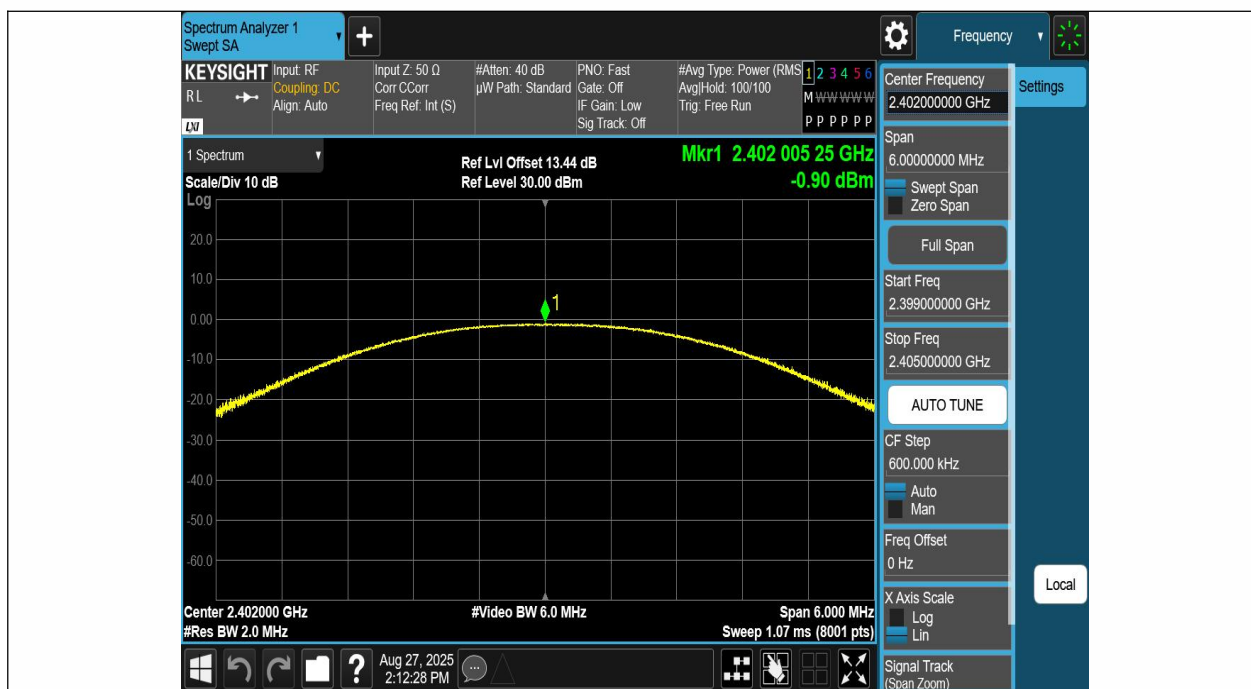 Spectrum Analyzer 1
Swept SA
+
Frequency
KEYSIGHT
R L
LXI
Input: RF
Coupling: DC
Align: Auto
Input Z: 50 Ω
Corr CCorr
Freq Ref: Int (S)
#Atten: 40 dB
µW Path: Standard
PNO: Fast
Gate: Off
IF Gain: Low
Sig Track: Off
#Avg Type: Power (RMS
Avg|Hold: 100/100
Trig: Free Run
1 2 3 4 5 6
M W W W W W
P P P P P P
1 Spectrum
Scale/Div 10 dB
Log
Ref Lvl Offset 13.44 dB
Ref Level 30.00 dBm
Mkr1 2.402 005 25 GHz
-0.90 dBm
1
20.0
10.0
0.00
-10.0
-20.0
-30.0
-40.0
-50.0
-60.0
Center 2.402000 GHz
#Res BW 2.0 MHz
#Video BW 6.0 MHz
Span 6.000 MHz
Sweep 1.07 ms (8001 pts)
?
Aug 27, 2025
2:12:28 PM
Center Frequency
2.402000000 GHz
Span
6.00000000 MHz
Swept Span
Zero Span
Full Span
Start Freq
2.399000000 GHz
Stop Freq
2.405000000 GHz
AUTO TUNE
CF Step
600.000 kHz
Auto
Man
Freq Offset
0 Hz
X Axis Scale
Log
Lin
Signal Track
(Span Zoom)
Settings
Local